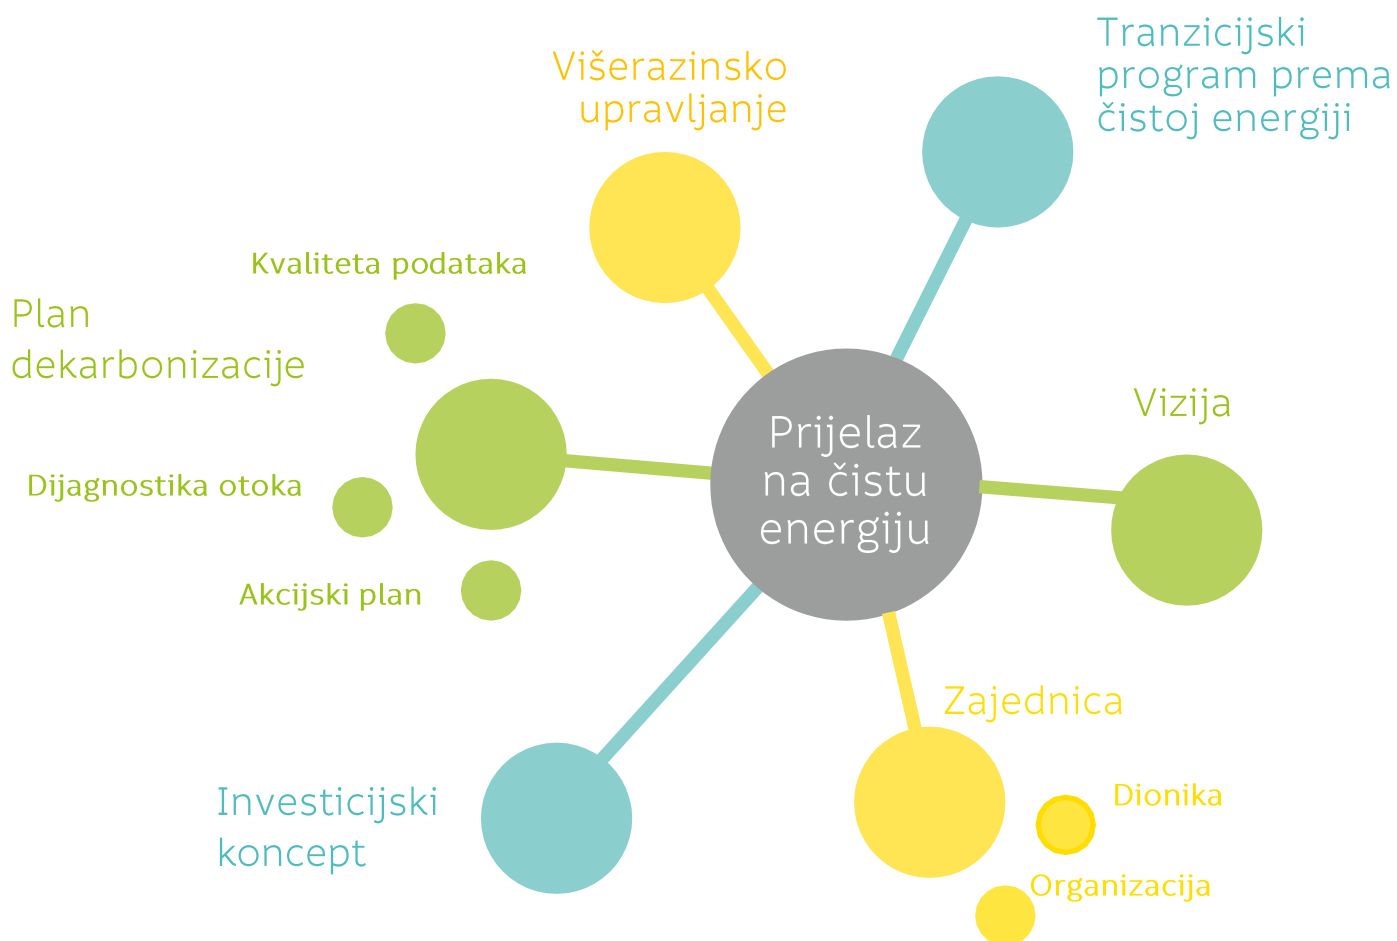 Tranzicijski
program prema
čistoj energiji
Višerazinsko
upravljanje
Kvaliteta podataka
Plan
dekarbonizacije
Vizija
Prijelaz
na čistu
energiju
Dijagnostika otoka
Akcijski plan
Zajednica
Investicijski
koncept
Dionika
Organizacija